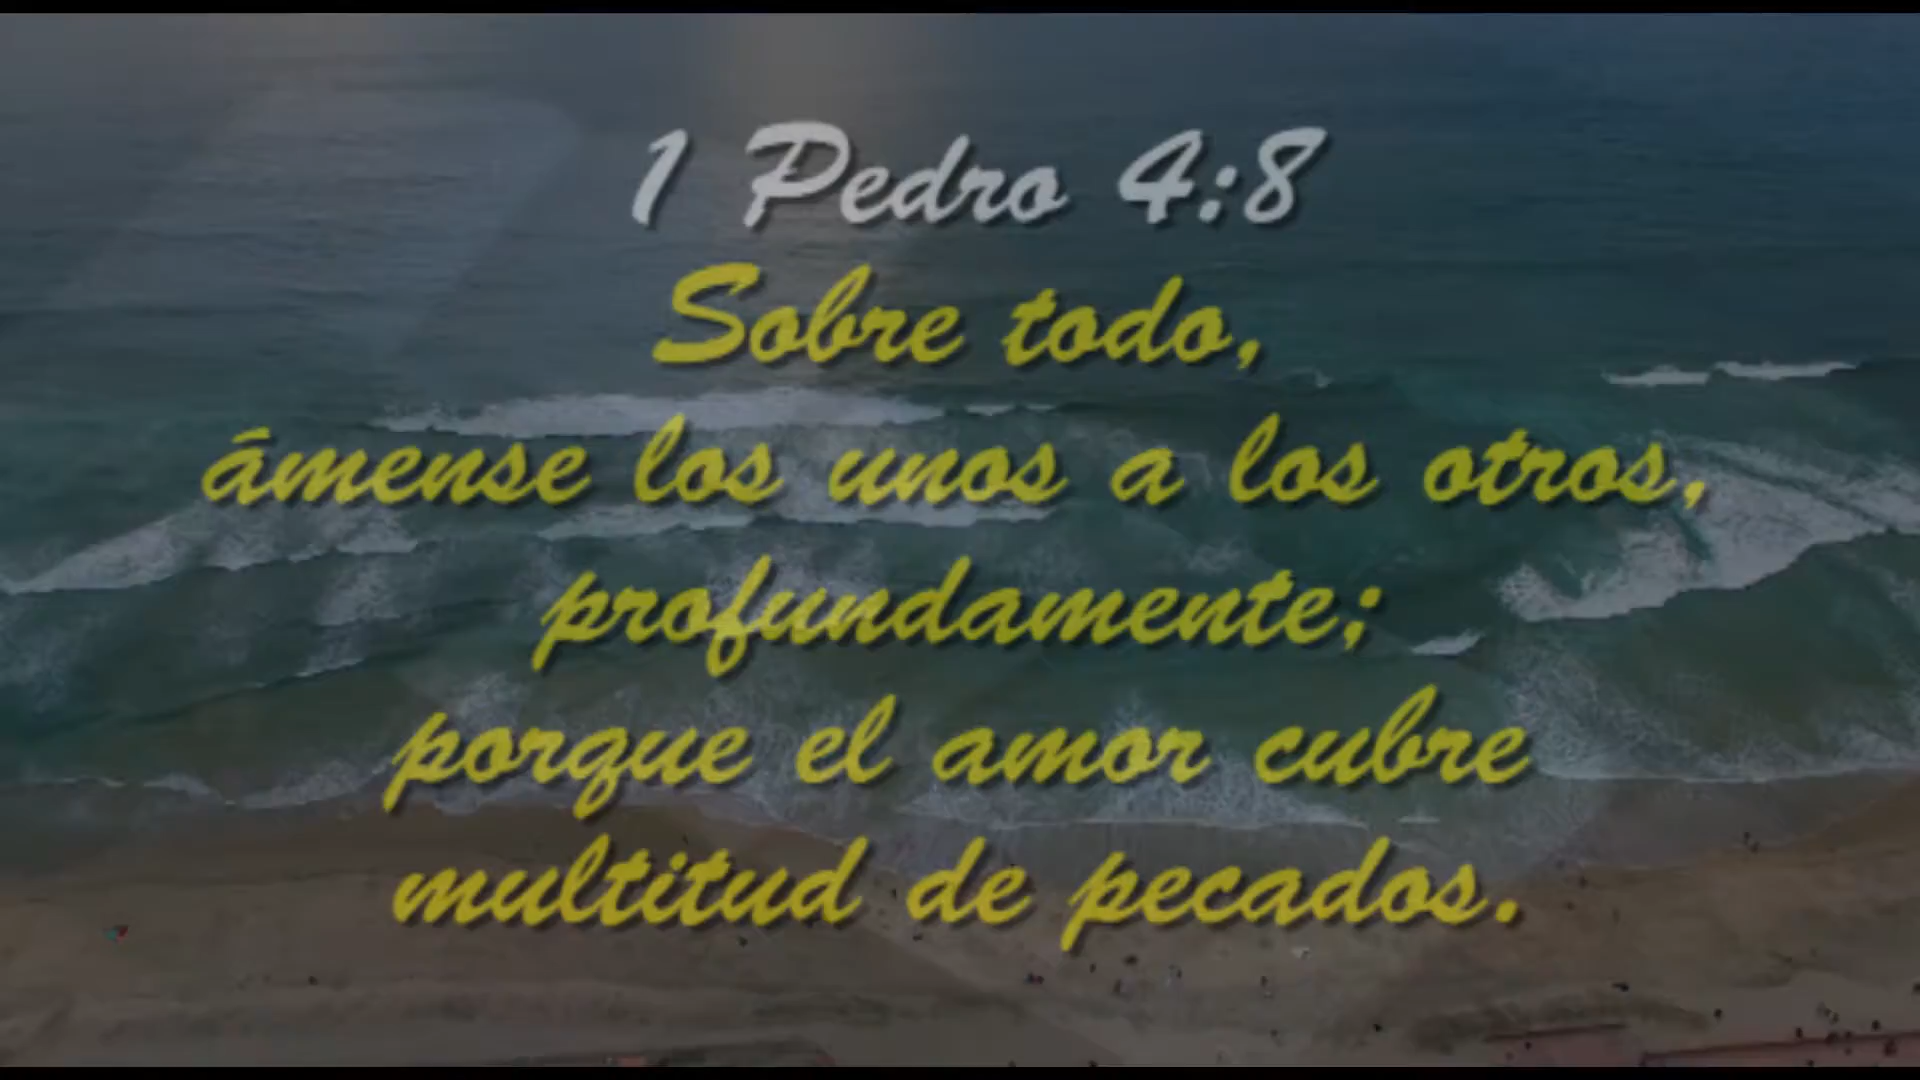 1 Pedro 4:8
Sobre todo,
ámense los unos a los otros,
profundamente;
porque el amor cubre
multitud de pecados.